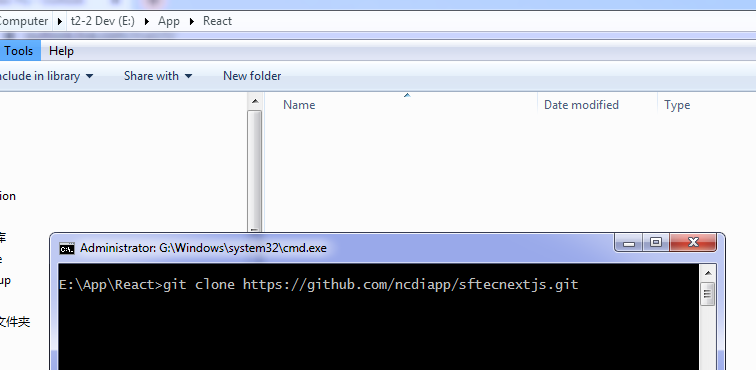 Computer ▸ t2-2 Dev (E:) ▸ App ▸ React
Tools Help
nclude in library Share with New folder
Name Date modified Type
ion
库
e
up
文件夹
Administrator: G:\Windows\system32\cmd.exe
E:\App\React>git clone https://github.com/ncdiapp/sftecnextjs.git